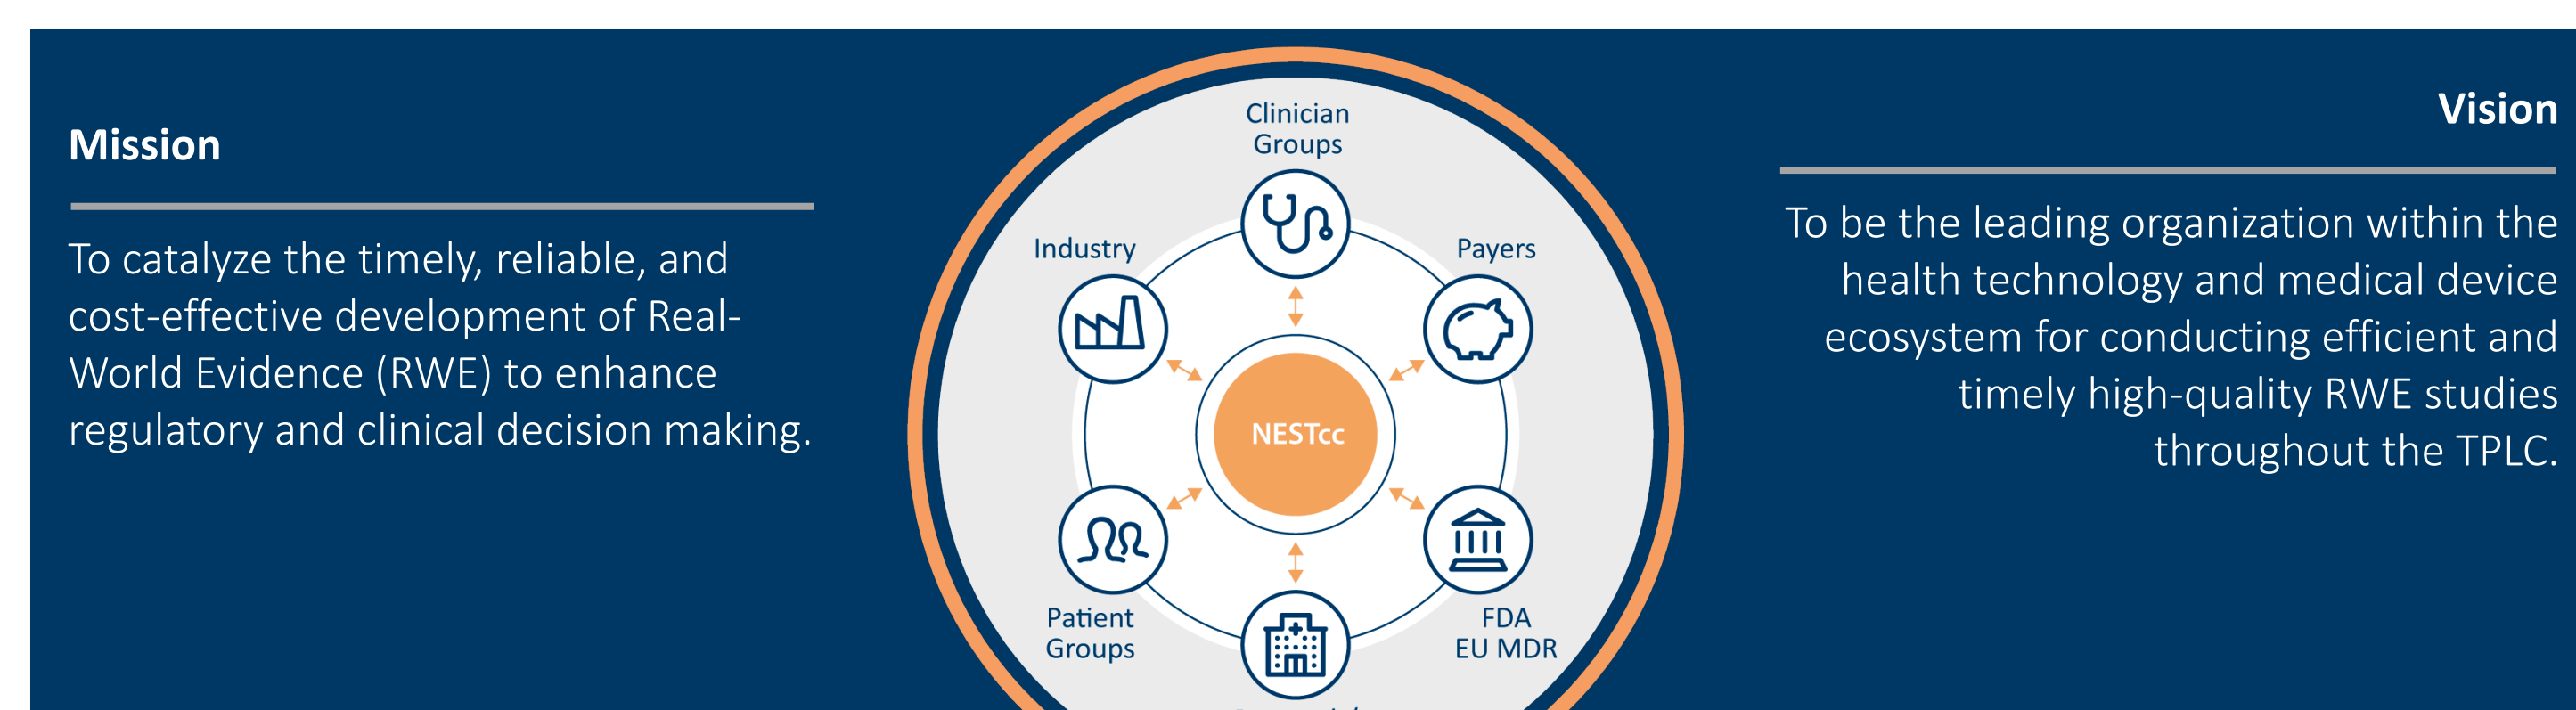 Mission
To catalyze the timely, reliable, and
cost-effective development of Real-
World Evidence (RWE) to enhance
regulatory and clinical decision making.
Clinician
Groups
Industry
Payers
NESTcc
Patient
Groups
FDA
EU MDR
Vision
To be the leading organization within the
health technology and medical device
ecosystem for conducting efficient and
timely high-quality RWE studies
throughout the TPLC.